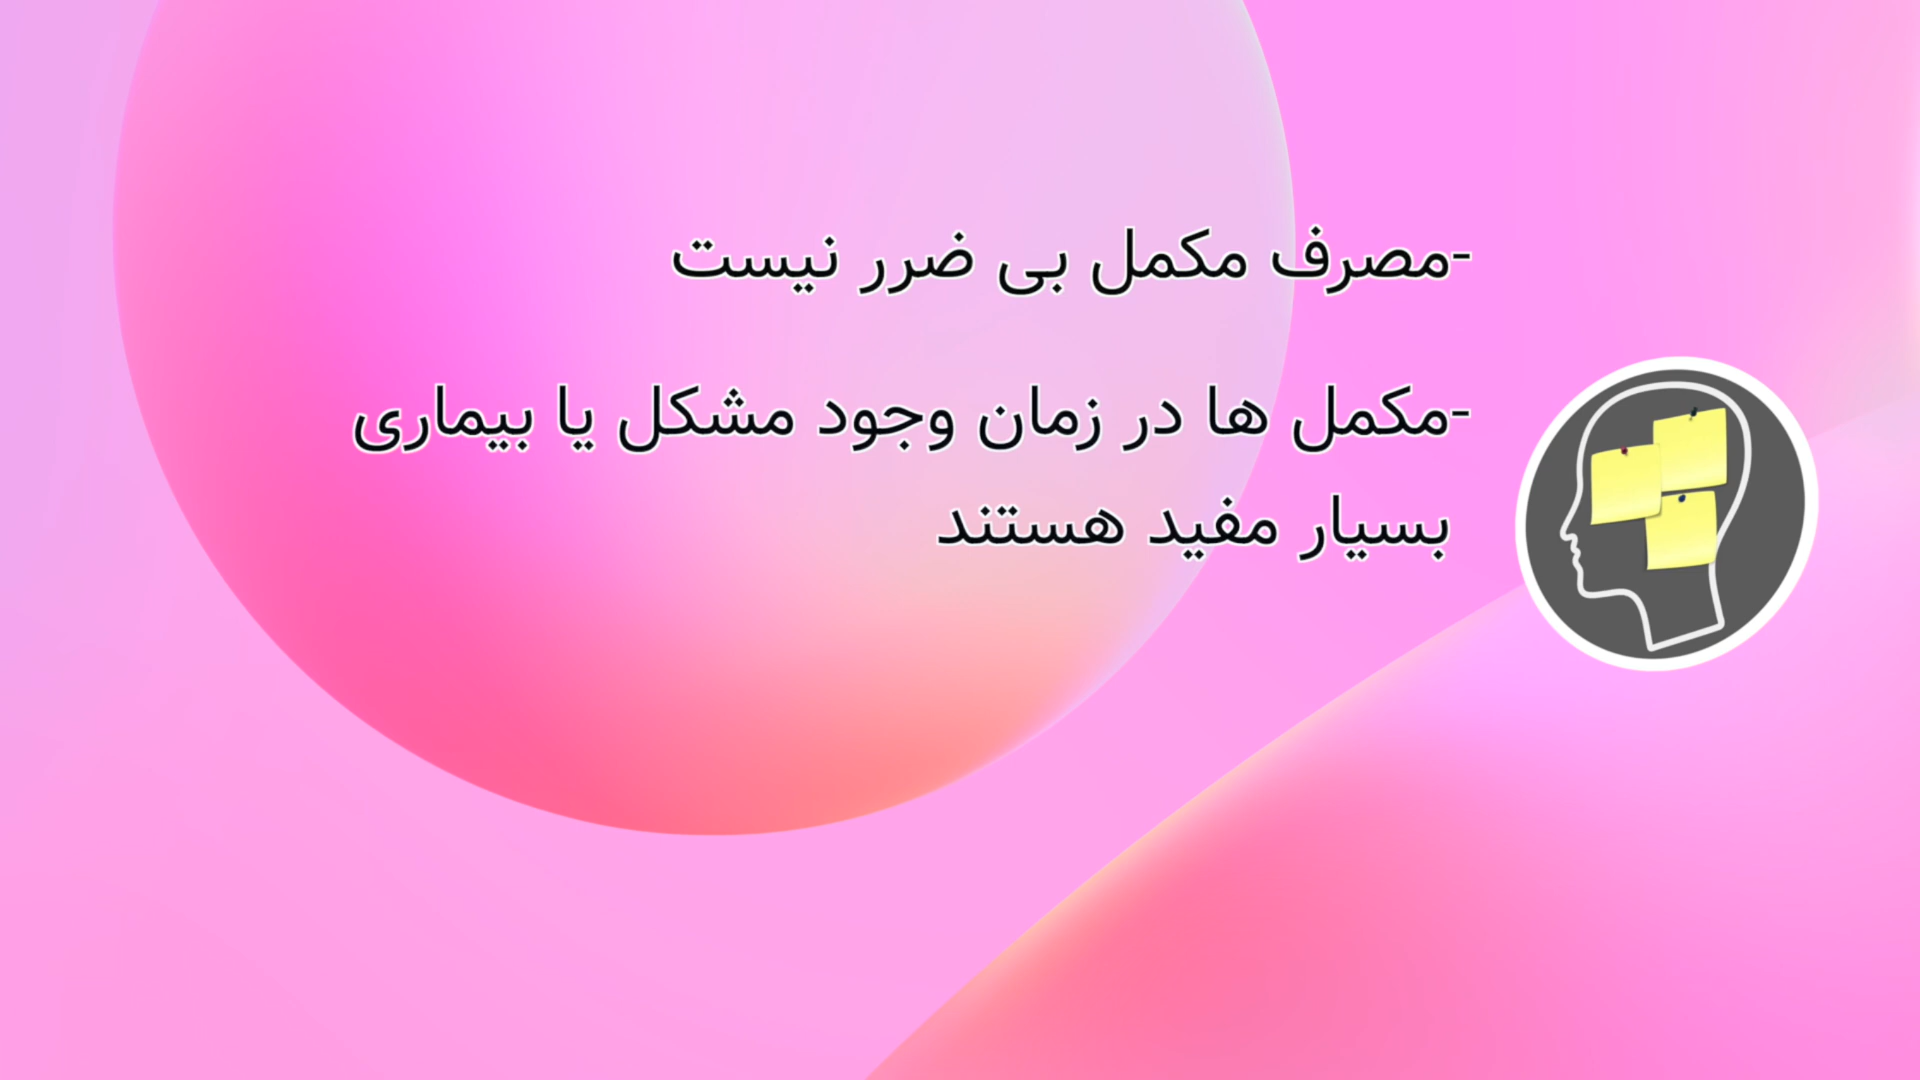 -مصرف مکمل بی ضرر نیست
-مکمل ها در زمان وجود مشکل یا بیماری
بسیار مفید هستند